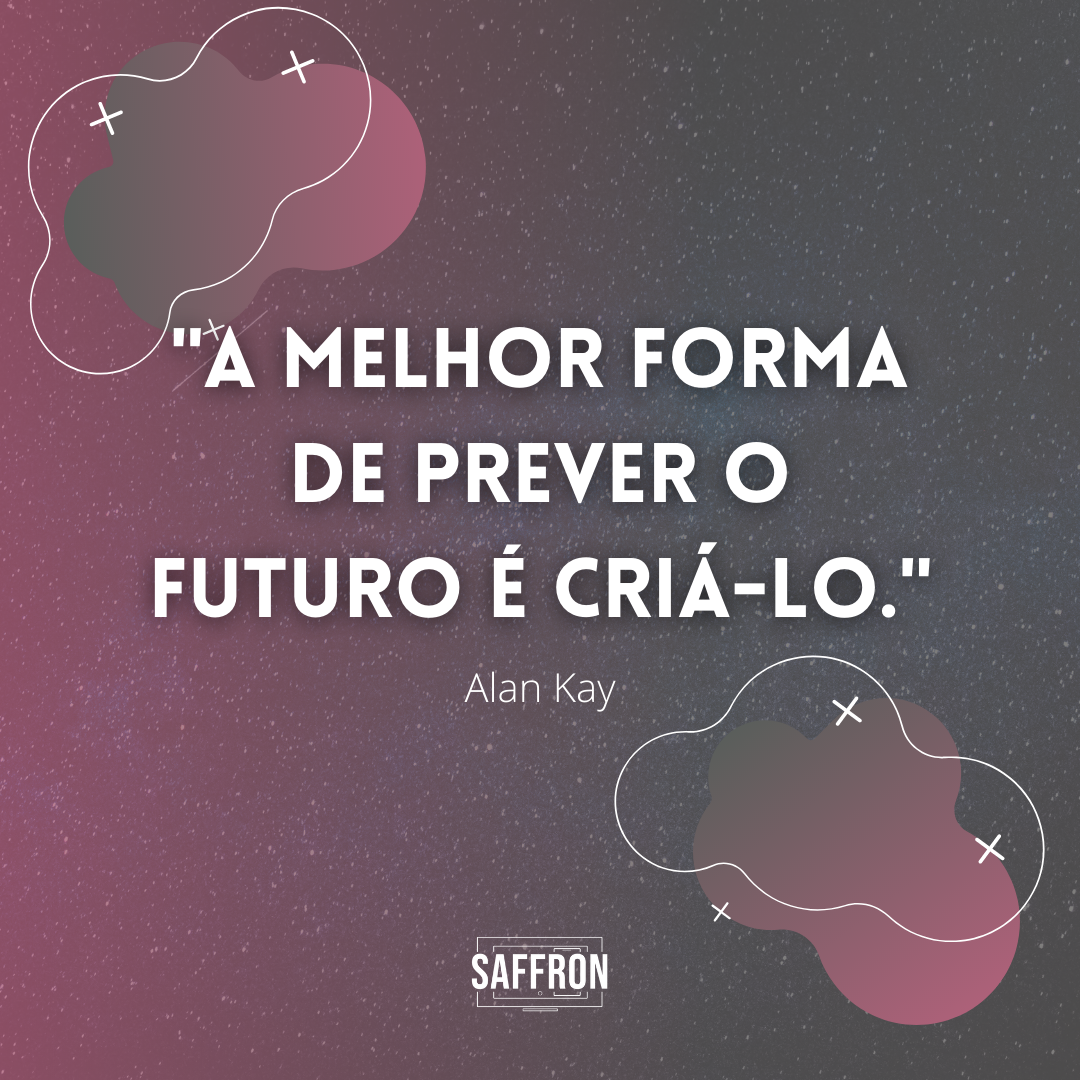 "A MELHOR FORMA
DE PREVER O
FUTURO É CRIÁ-LO."
Alan Kay
SAFFRON